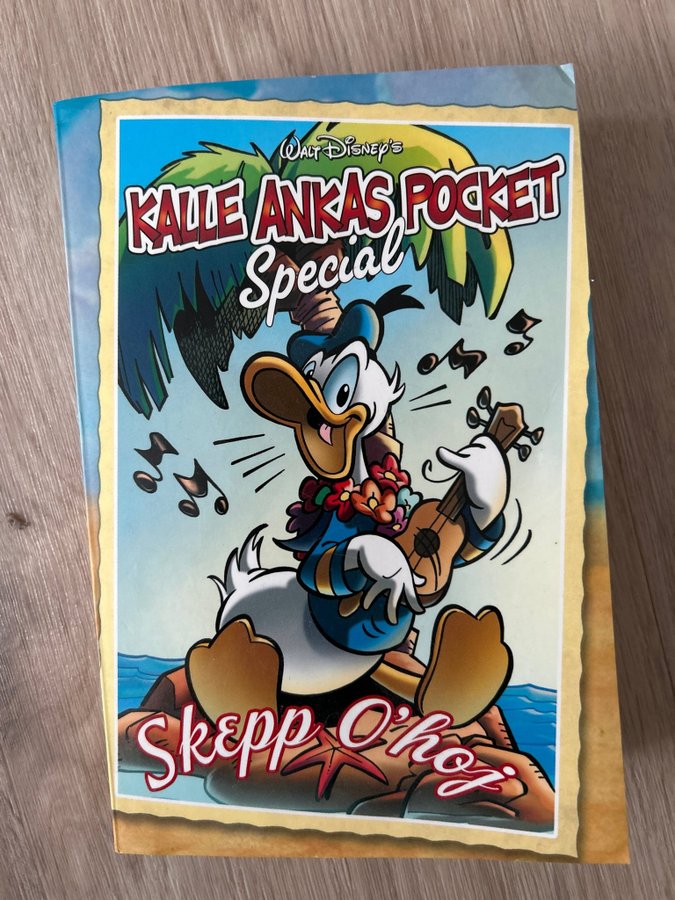 Walt Disney's
KALLE ANKAS POCKET
Special
Skepp O'hoj